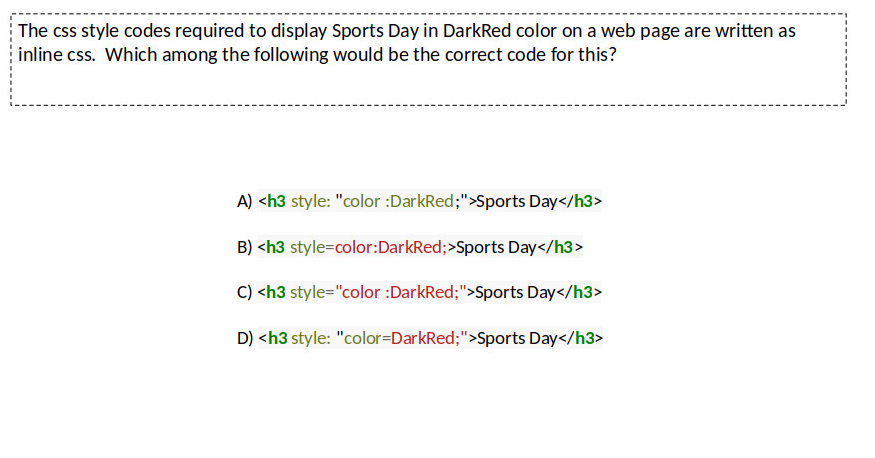 The css style codes required to display Sports Day in DarkRed color on a web page are written as
inline css.  Which among the following would be the correct code for this?
A) <h3 style: "color :DarkRed;">Sports Day</h3>
B) <h3 style=color:DarkRed;>Sports Day</h3>
C) <h3 style="color :DarkRed;">Sports Day</h3>
D) <h3 style: "color=DarkRed;">Sports Day</h3>